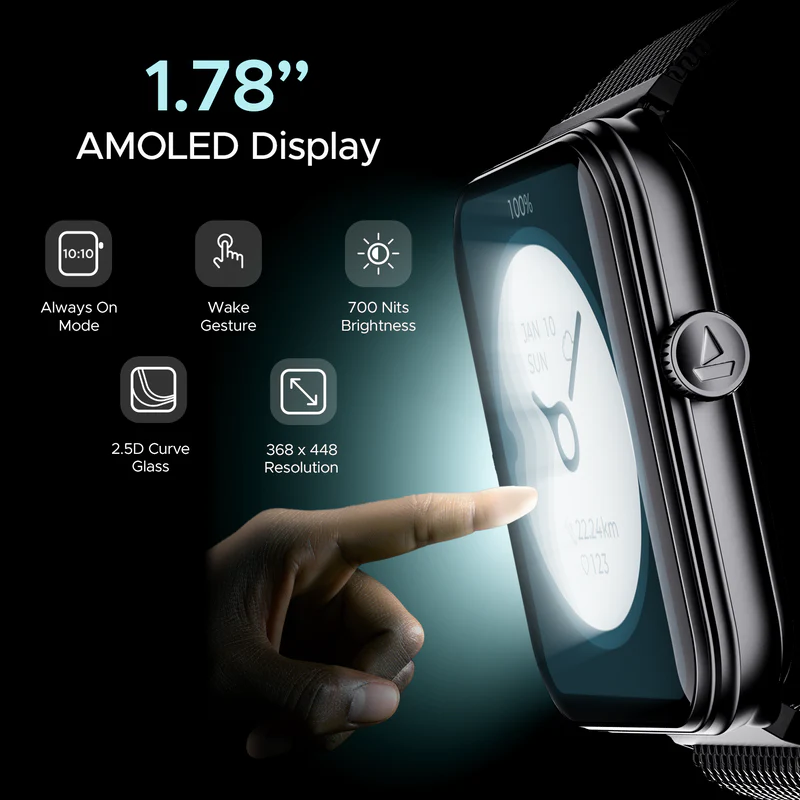 1.78”
AMOLED Display
10:10
Always On
Mode
Wake
Gesture
700 Nits
Brightness
2.5D Curve
Glass
368 x 448
Resolution
100%
JAN 10
SUN
22.24km
123